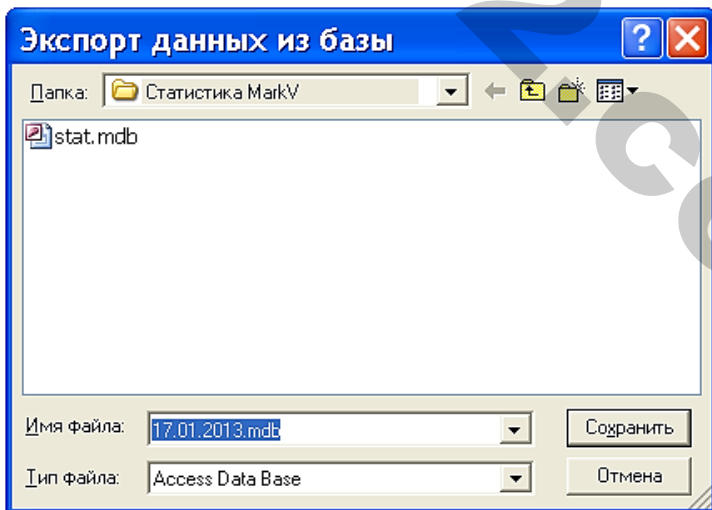 Экспорт данных из базы
Папка: Статистика MarkV
stat.mdb
Имя файла: 17.01.2013.mdb Сохранить
Тип файла: Access Data Base Отмена